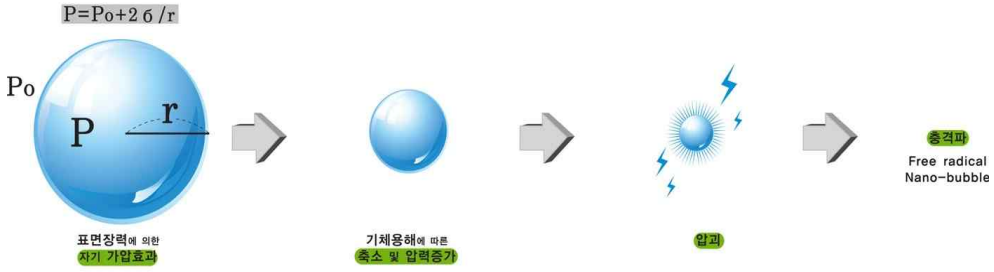 P=Po+2σ/r
Po
P
r
표면장력에 의한
자기 가압효과
기체용해에 따른
축소 및 압력증가
압괴
충격파
Free radical
Nano-bubble